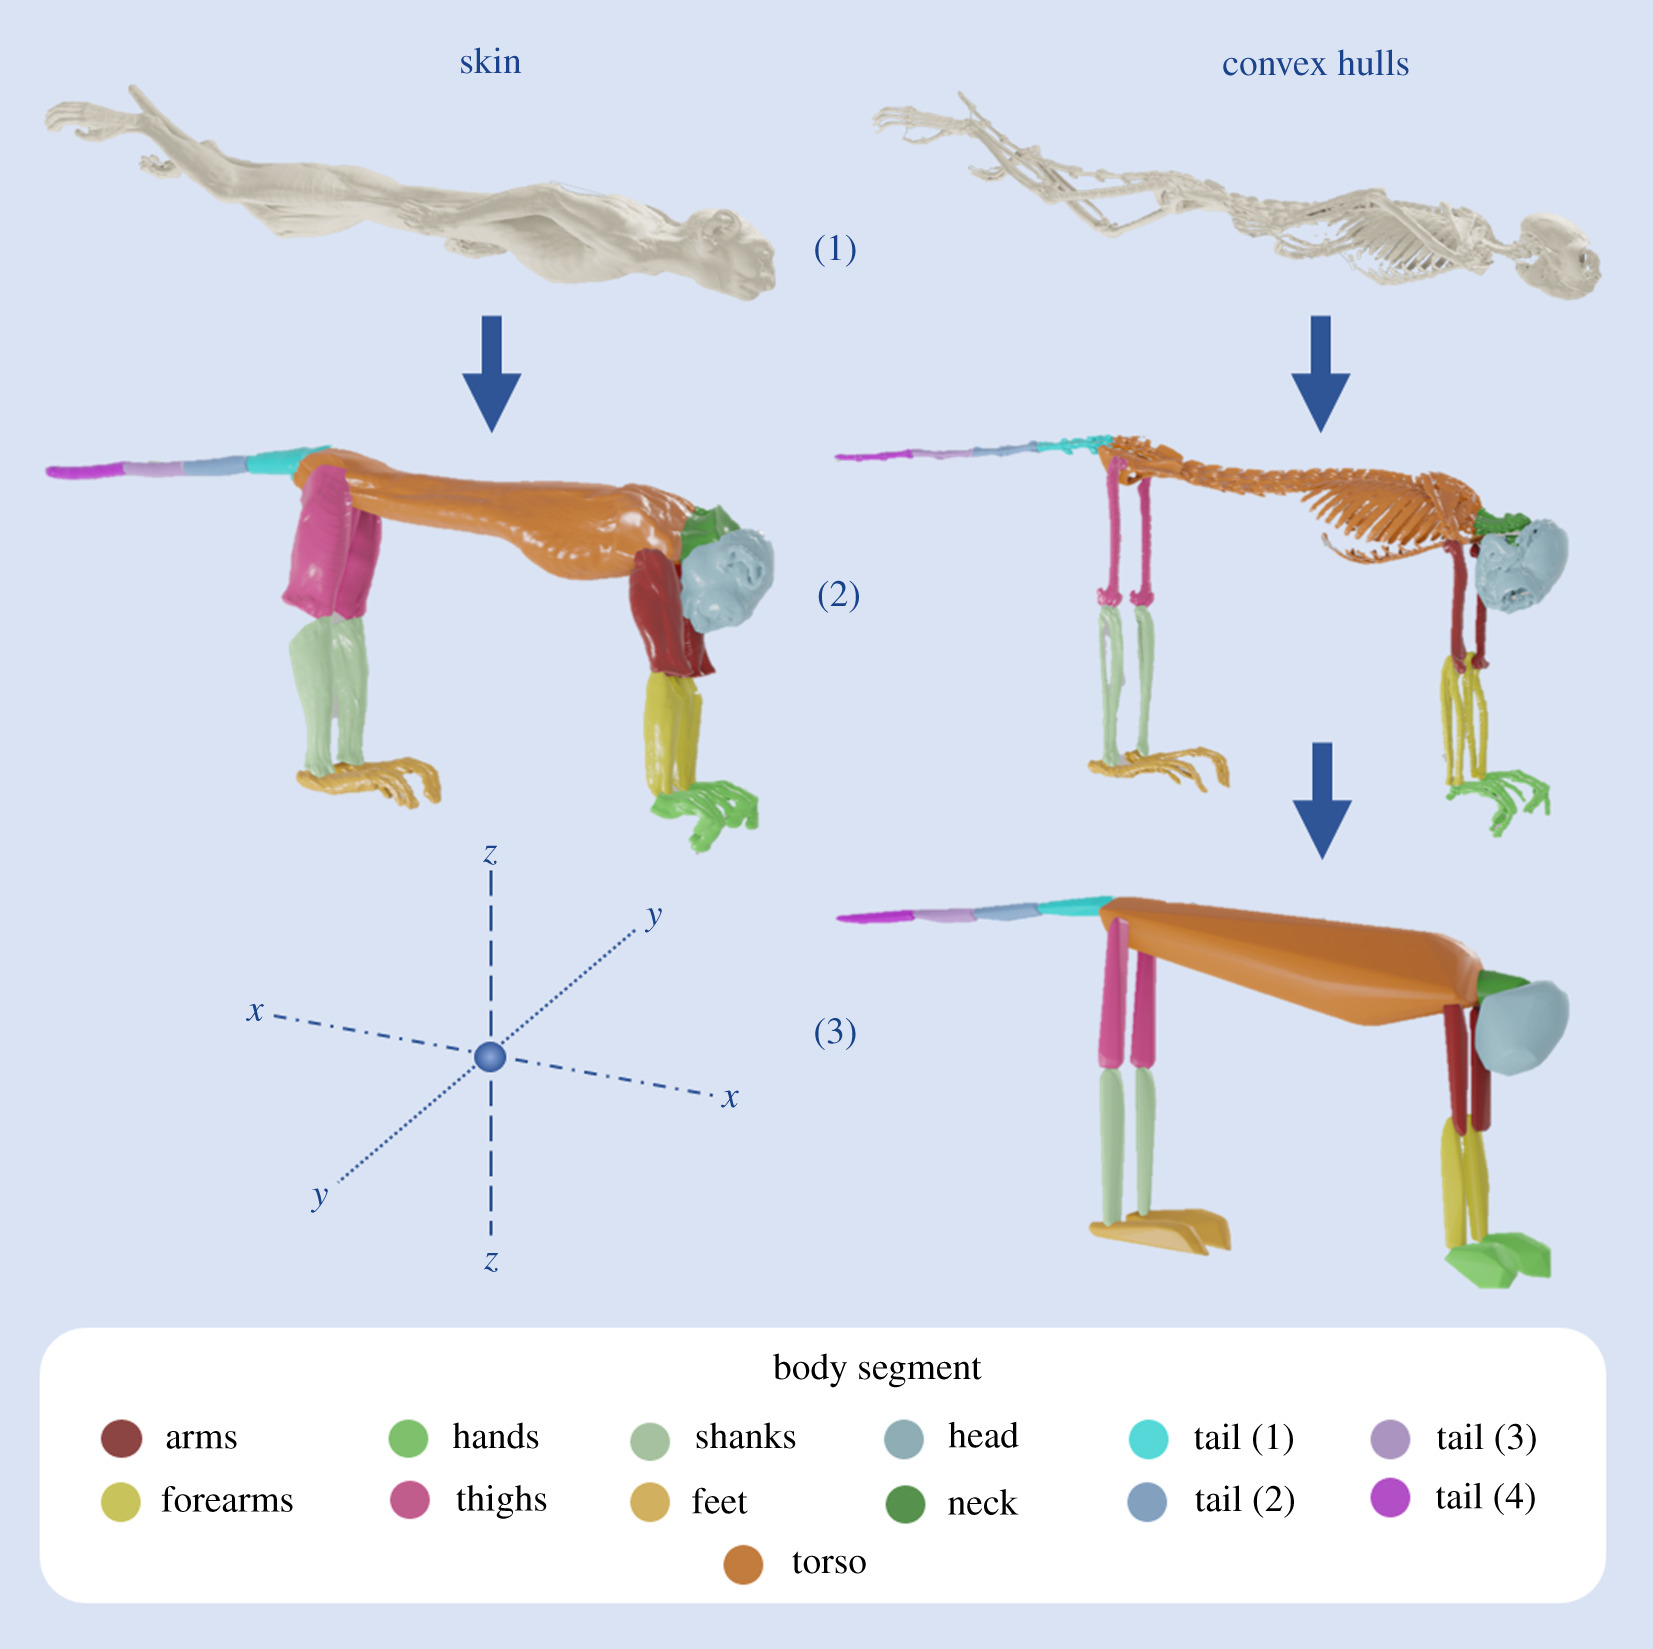 skin
convex hulls
(1)
(2)
z
y
x
(3)
x
y
z
body segment
arms hands shanks head tail (1) tail (3)
forearms thighs feet neck tail (2) tail (4)
torso